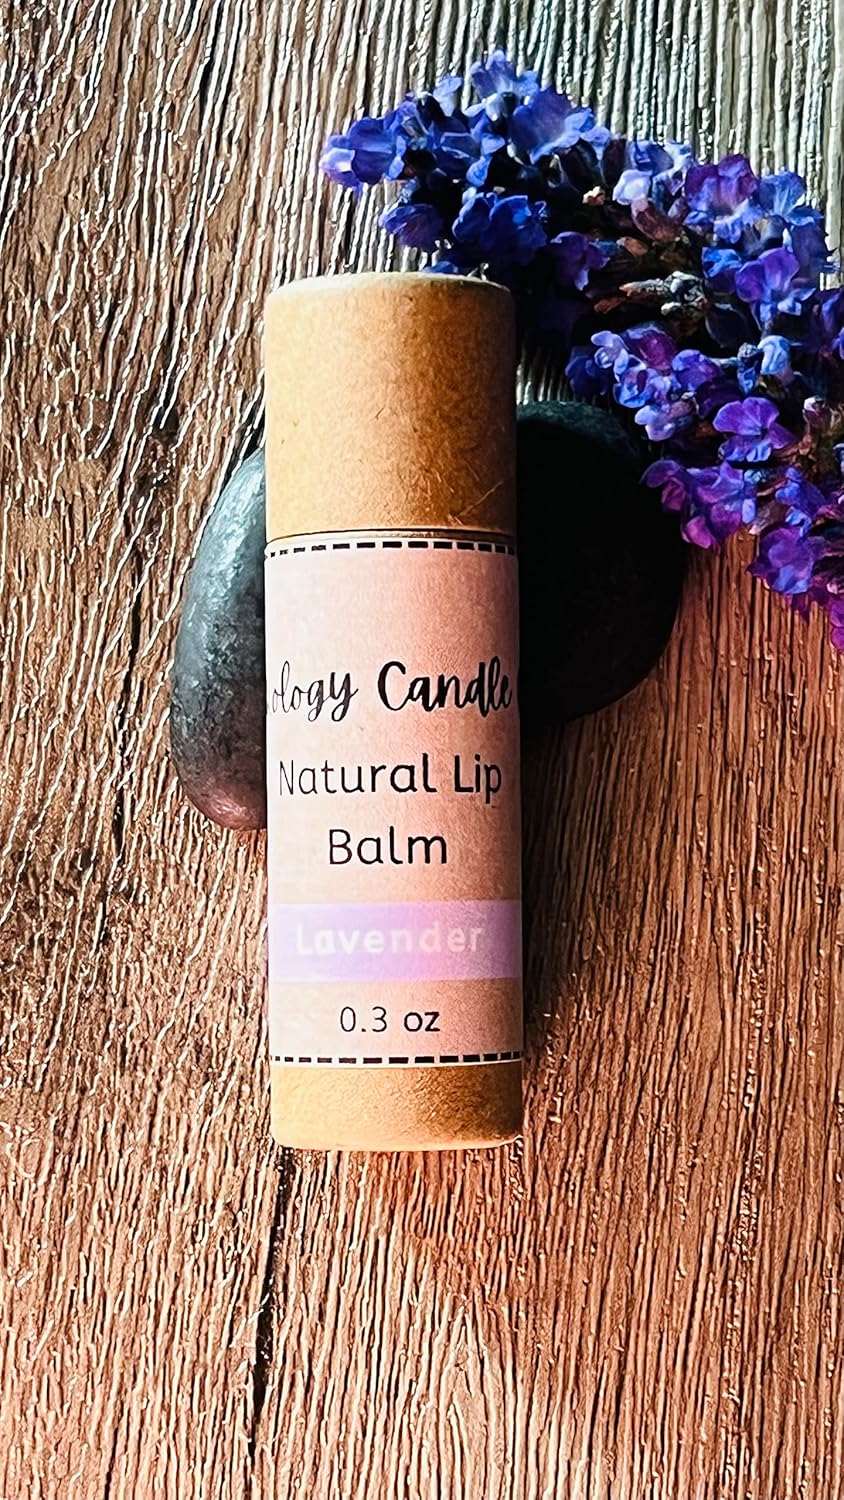 ology Candle
Natural Lip
Balm
Lavender
0.3 oz